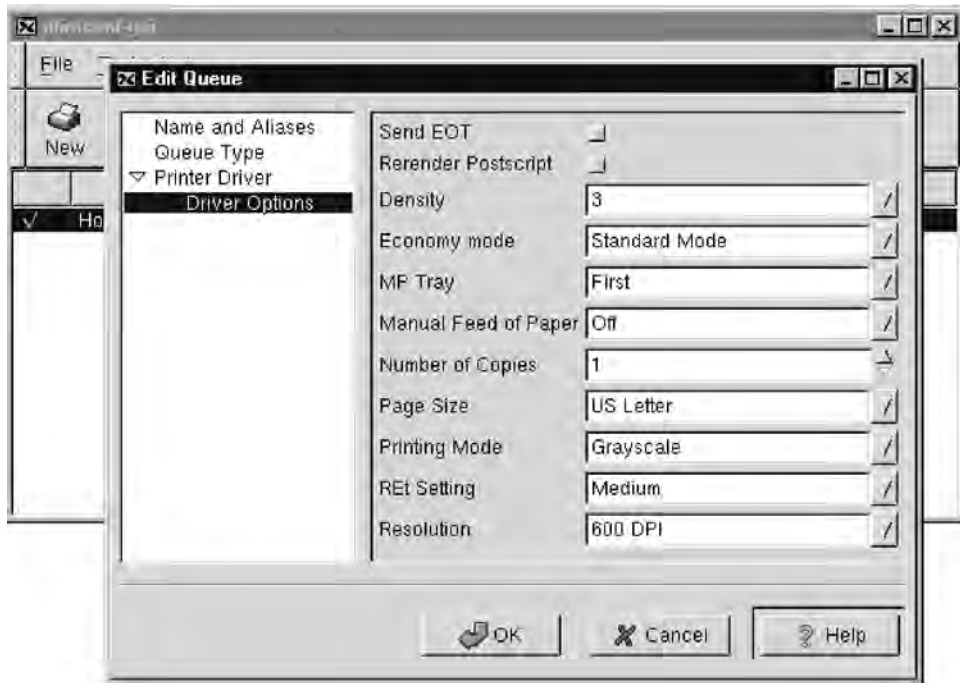 File
New
Ho
Edit Queue
Name and Aliases
Queue Type
Printer Driver
Driver Options
Send EOT
Rerender Postscript
Density 3
Economy mode Standard Mode
MP Tray First
Manual Feed of Paper Off
Number of Copies 1
Page Size US Letter
Printing Mode Grayscale
REt Setting Medium
Resolution 600 DPI
OK Cancel Help